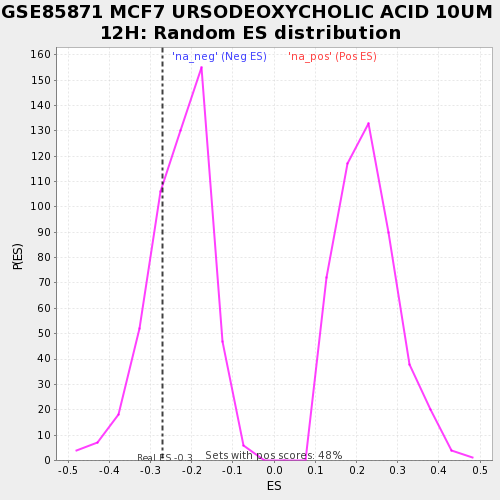 GSE85871 MCF7 URSODEOXYCHOLIC ACID 10UM
12H: Random ES distribution
'na_neg' (Neg ES) 'na_pos' (Pos ES)
160
150
140
130
120
110
100
90
80
70
60
50
40
30
20
10
0
P(ES)
Real ES -0.3
Sets with pos scores: 48%
-0.5 -0.4 -0.3 -0.2 -0.1 0.0 0.1 0.2 0.3 0.4 0.5
ES